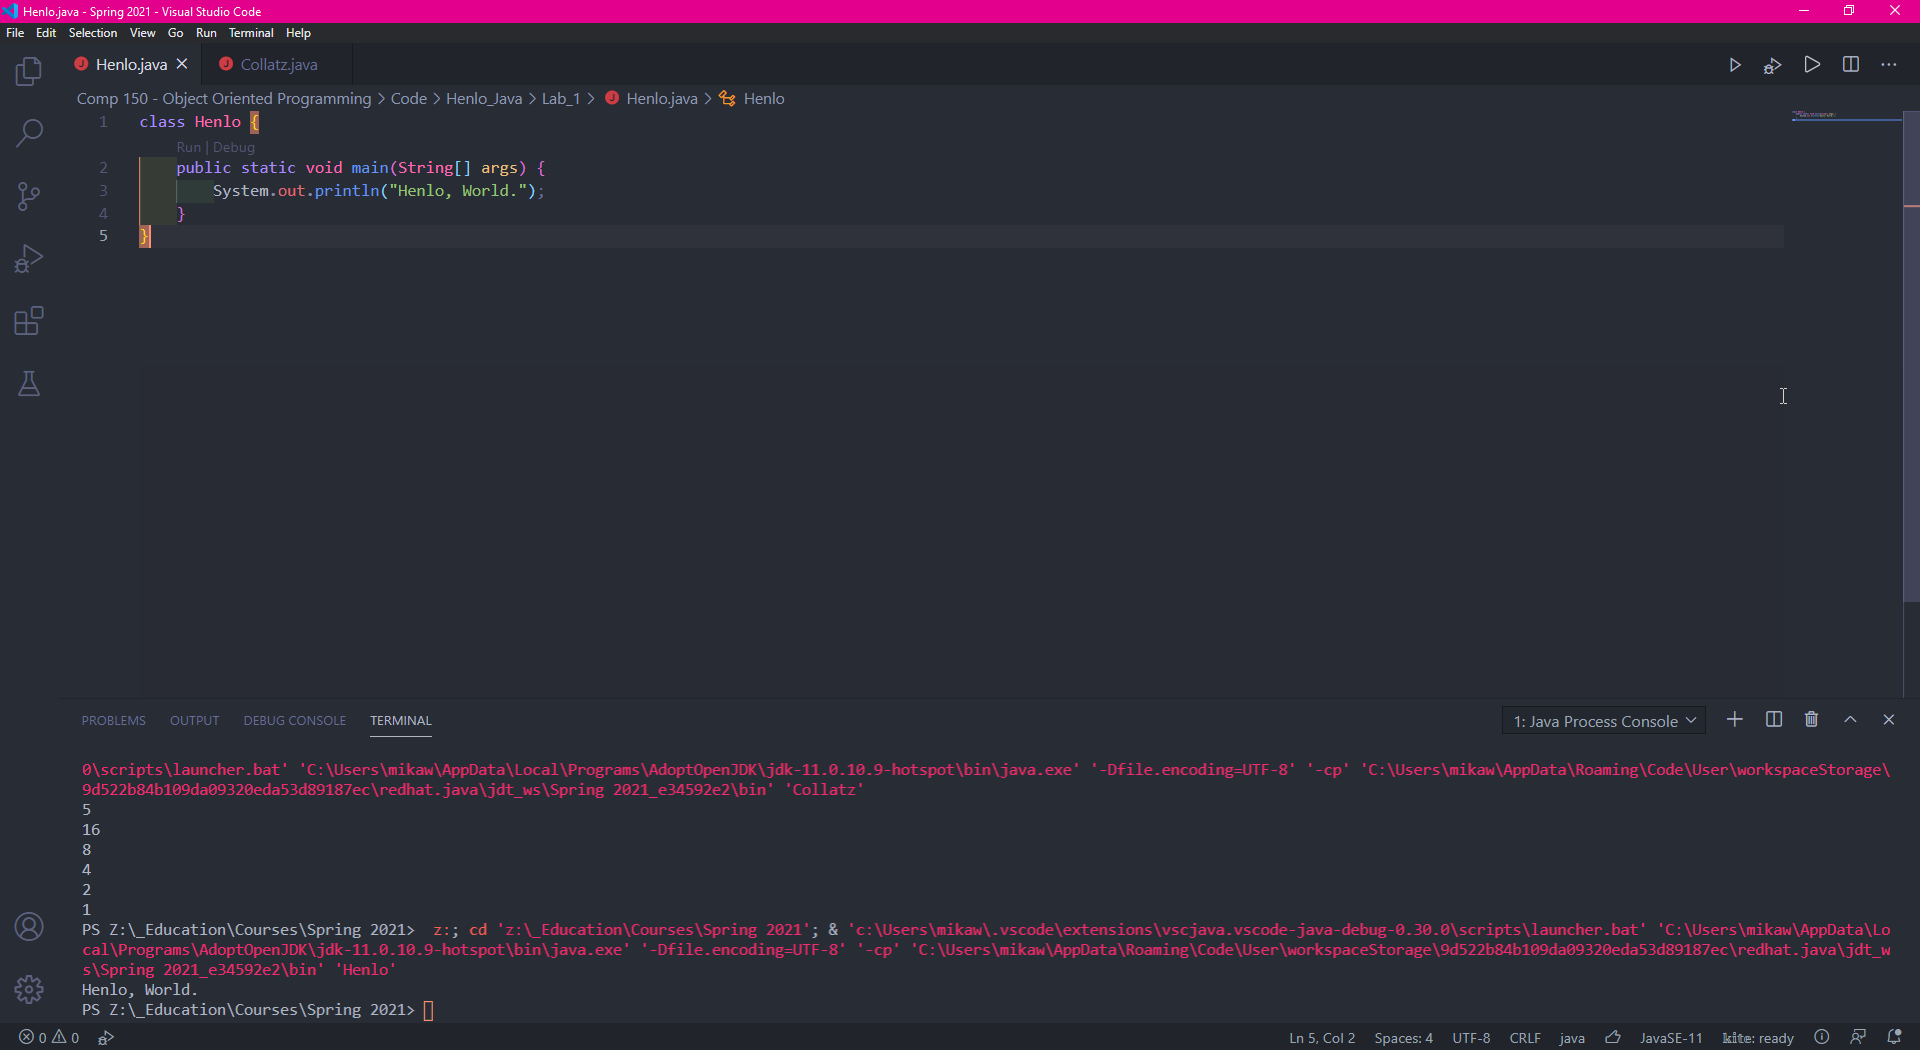 Henlo.java - Spring 2021 - Visual Studio Code
File Edit Selection View Go Run Terminal Help
Henlo.java Collatz.java
Comp 150 - Object Oriented Programming > Code > Henlo_Java > Lab_1 > Henlo.java > Henlo
1 class Henlo {
Run | Debug
2 public static void main(String[] args) {
3 System.out.println("Henlo, World.");
4 }
5 }
PROBLEMS OUTPUT DEBUG CONSOLE TERMINAL 1: Java Process Console
0\scripts\launcher.bat' 'C:\Users\mikaw\AppData\Local\Programs\AdoptOpenJDK\jdk-11.0.10.9-hotspot\bin\java.exe' '-Dfile.encoding=UTF-8' '-cp' 'C:\Users\mikaw\AppData\Roaming\Code\User\workspaceStorage\
9d522b84b109da09320eda53d89187ec\redhat.java\jdt_ws\Spring 2021_e34592e2\bin' 'Collatz'
5
16
8
4
2
1
PS Z:\_Education\Courses\Spring 2021> z:; cd 'z:\_Education\Courses\Spring 2021'; & 'c:\Users\mikaw\.vscode\extensions\vscjava.vscode-java-debug-0.30.0\scripts\launcher.bat' 'C:\Users\mikaw\AppData\Lo
cal\Programs\AdoptOpenJDK\jdk-11.0.10.9-hotspot\bin\java.exe' '-Dfile.encoding=UTF-8' '-cp' 'C:\Users\mikaw\AppData\Roaming\Code\User\workspaceStorage\9d522b84b109da09320eda53d89187ec\redhat.java\jdt_w
s\Spring 2021_e34592e2\bin' 'Henlo'
Henlo, World.
PS Z:\_Education\Courses\Spring 2021>
0 0 Ln 5, Col 2 Spaces: 4 UTF-8 CRLF java JavaSE-11 kite: ready